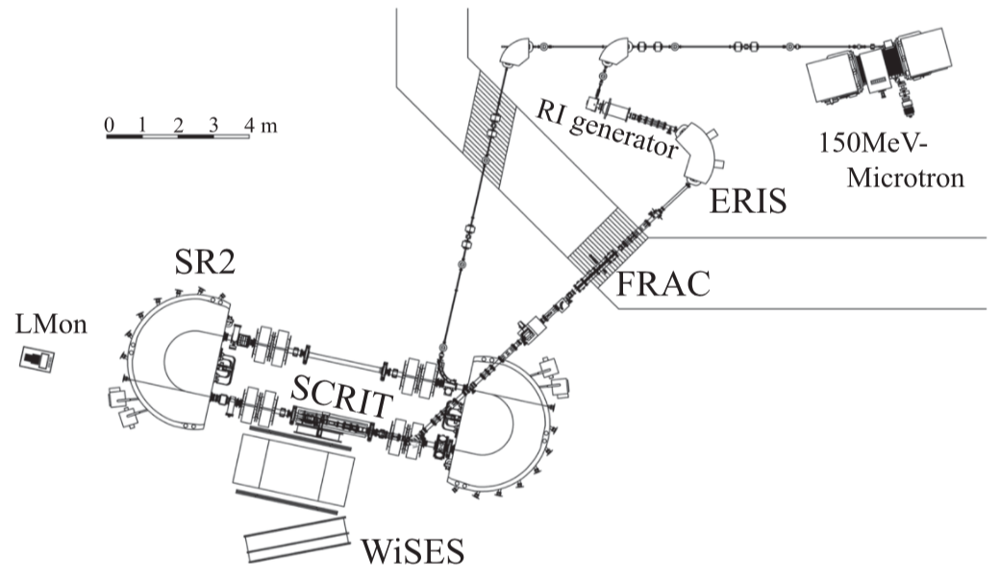 0 1 2 3 4 m
RI generator
150MeV-
Microtron
ERIS
SR2
FRAC
LMon
SCRIT
WiSES